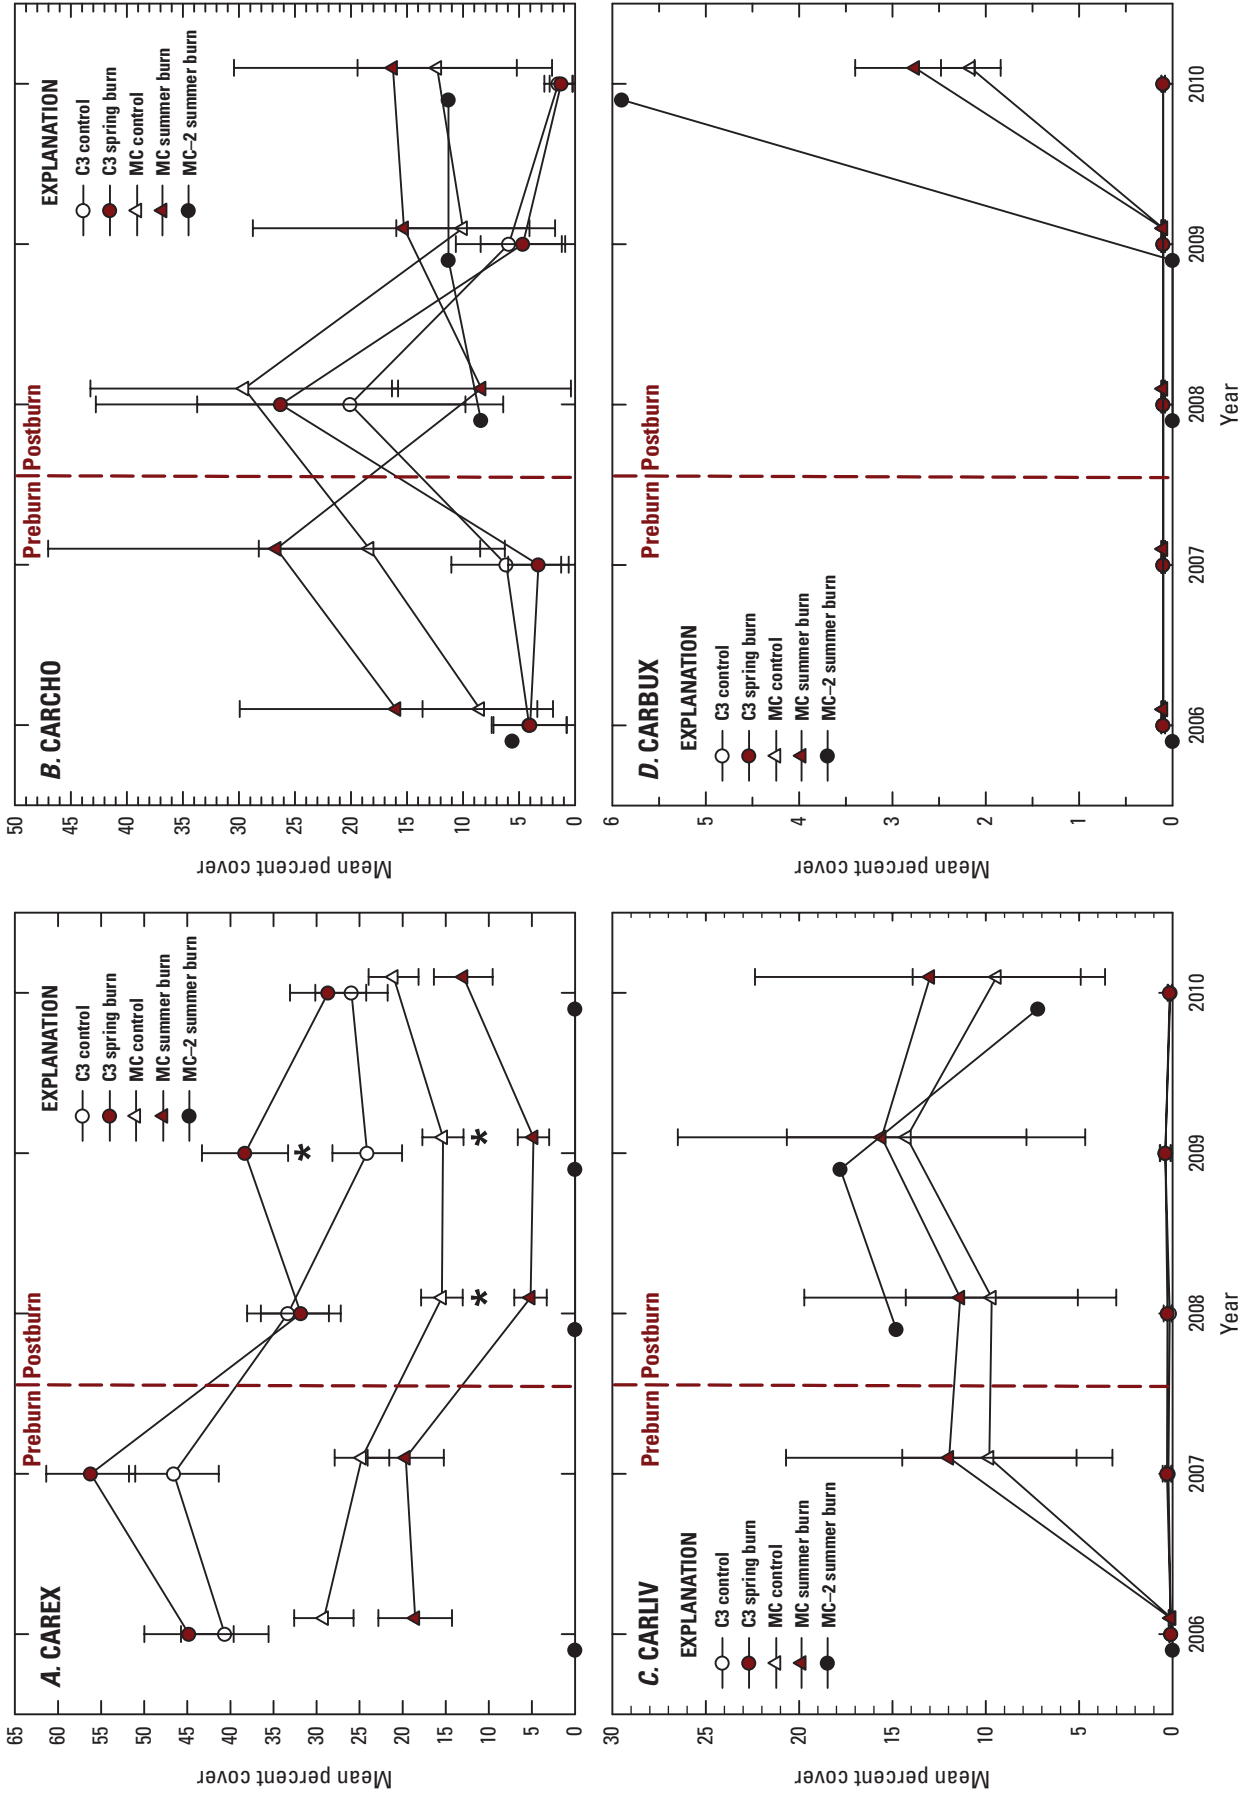 A. CAREX
Preburn Postburn
EXPLANATION
C3 control
C3 spring burn
MC control
MC summer burn
MC–2 summer burn
*
*
*
Mean percent cover
65
60
55
50
45
40
35
30
25
20
15
10
5
0
B. CARCHO
Preburn Postburn
EXPLANATION
C3 control
C3 spring burn
MC control
MC summer burn
MC–2 summer burn
Mean percent cover
50
45
40
35
30
25
20
15
10
5
0
C. CARLIV
Preburn Postburn
EXPLANATION
C3 control
C3 spring burn
MC control
MC summer burn
MC–2 summer burn
Mean percent cover
30
25
20
15
10
5
0
2006 2007 2008 2009 2010
Year
D. CARBUX
Preburn Postburn
EXPLANATION
C3 control
C3 spring burn
MC control
MC summer burn
MC–2 summer burn
Mean percent cover
6
5
4
3
2
1
0
2006 2007 2008 2009 2010
Year